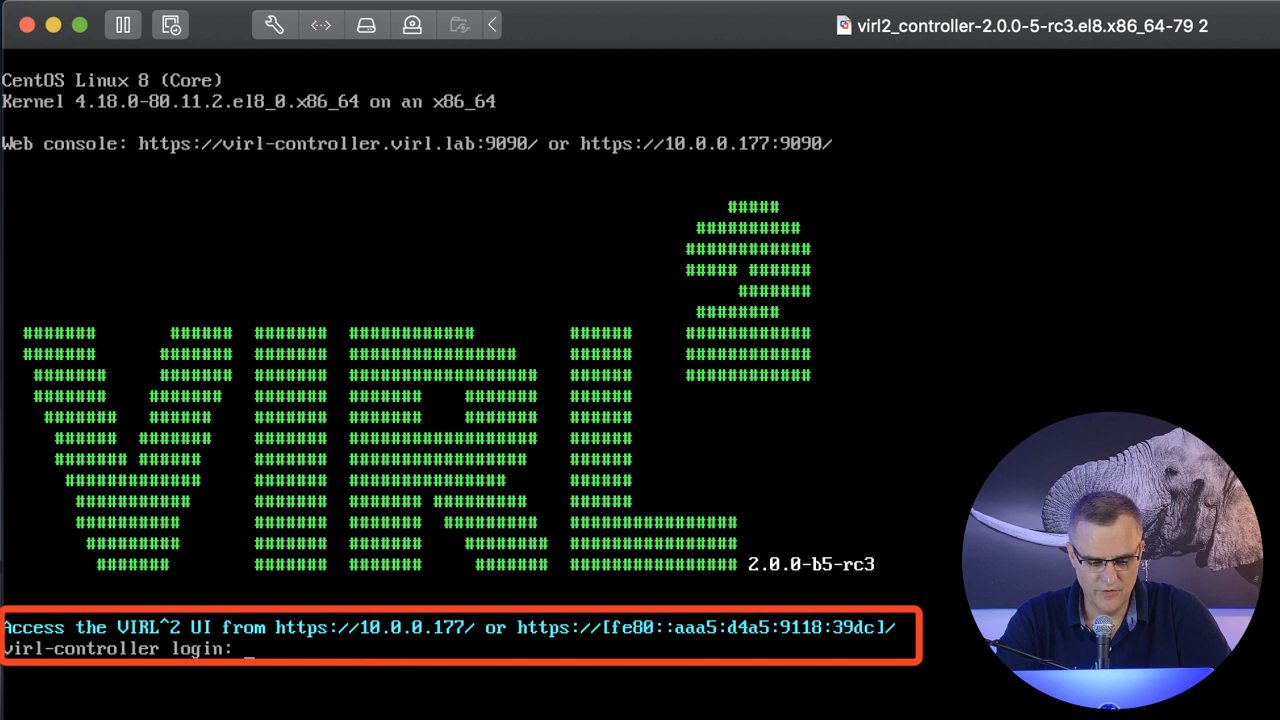 virl2_controller-2.0.0-5-rc3.el8.x86_64-79 2
CentOS Linux 8 (Core)
Kernel 4.18.0-80.11.2.el8_0.x86_64 on an x86_64
Web console: https://virl-controller.virl.lab:9090/ or https://10.0.0.177:9090/
VIRL2
2.0.0-b5-rc3
Access the VIRL^2 UI from https://10.0.0.177/ or https://[fe80::aaa5:d4a5:9118:39dc]/
virl-controller login: _